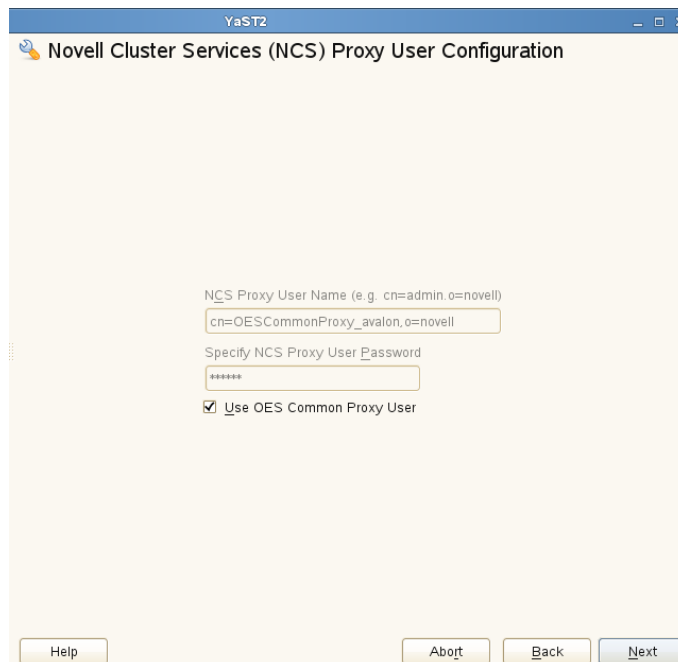 YaST2
Novell Cluster Services (NCS) Proxy User Configuration
NCS Proxy User Name (e.g. cn=admin.o=novell)
cn=OESCommonProxy_avalon,o=novell
Specify NCS Proxy User Password
******
Use OES Common Proxy User
Help Abort Back Next